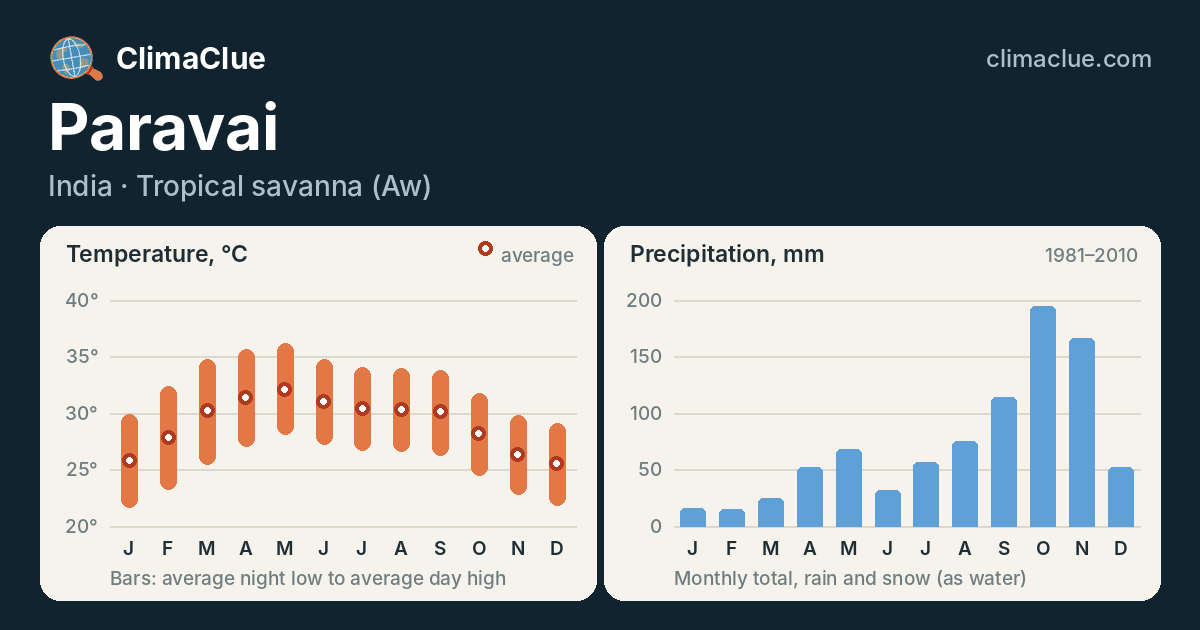 ClimaClue
climaclue.com
Paravai
India · Tropical savanna (Aw)
Temperature, °C
average
40°
35°
30°
25°
20°
J F M A M J J A S O N D
Bars: average night low to average day high
Precipitation, mm
1981–2010
200
150
100
50
0
J F M A M J J A S O N D
Monthly total, rain and snow (as water)